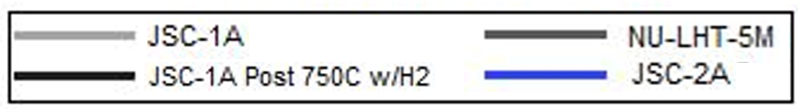 JSC-1A
NU-LHT-5M
JSC-1A Post 750C w/H2
JSC-2A